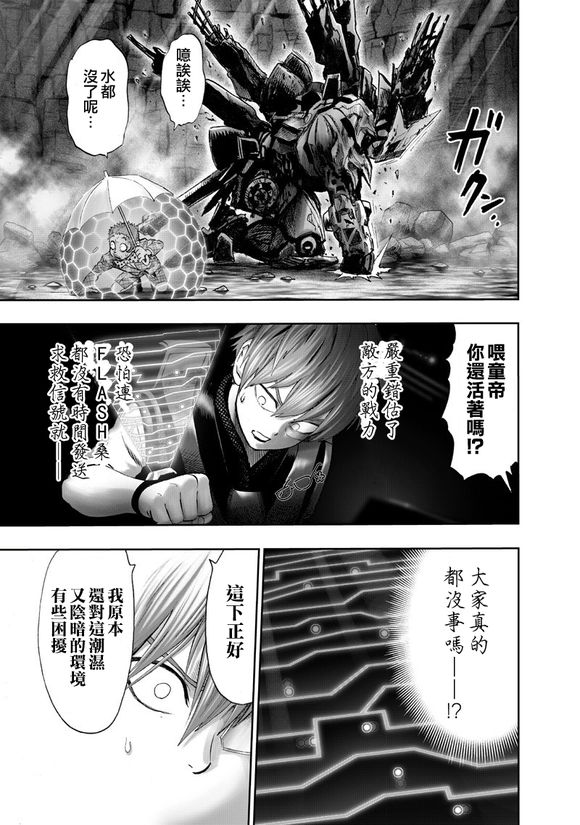 噫誒誒…
水都
沒了呢…
ガクン…
喂童帝
你還活著嗎!?
嚴重錯估了
敵方的戰力
恐怕連
FLASH桑
都沒有時間發送
求救信號就——
大家真的
都沒事嗎——!?
這下正好
我原本
還對這潮濕
又陰暗的環境
有些困擾